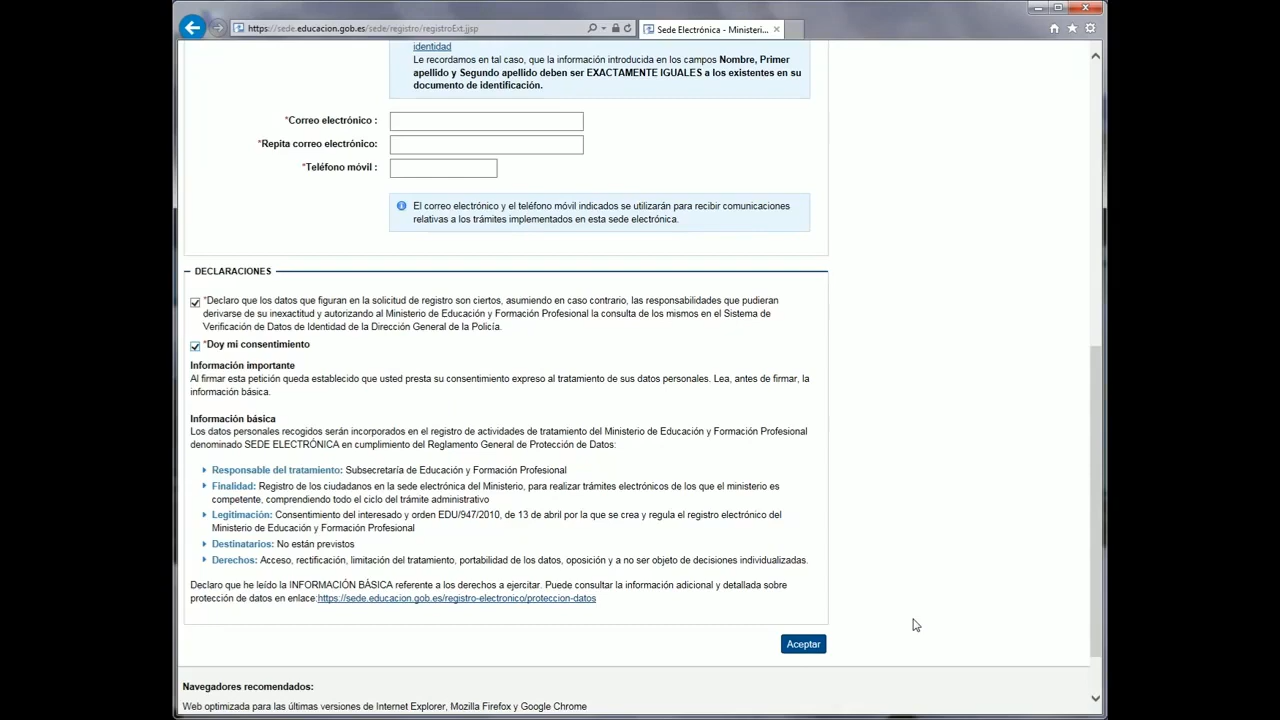 https://sede.educacion.gob.es/sede/registro/registroExt.jjsp
Sede Electrónica - Ministeri...
identidad
Le recordamos en tal caso, que la información introducida en los campos Nombre, Primer
apellido y Segundo apellido deben ser EXACTAMENTE IGUALES a los existentes en su
documento de identificación.
*Correo electrónico :
*Repita correo electrónico:
*Teléfono móvil :
El correo electrónico y el teléfono móvil indicados se utilizarán para recibir comunicaciones
relativas a los trámites implementados en esta sede electrónica.
DECLARACIONES
*Declaro que los datos que figuran en la solicitud de registro son ciertos, asumiendo en caso contrario, las responsabilidades que pudieran
derivarse de su inexactitud y autorizando al Ministerio de Educación y Formación Profesional la consulta de los mismos en el Sistema de
Verificación de Datos de Identidad de la Dirección General de la Policía.
*Doy mi consentimiento
Información importante
Al firmar esta petición queda establecido que usted presta su consentimiento expreso al tratamiento de sus datos personales. Lea, antes de firmar, la
información básica.
Información básica
Los datos personales recogidos serán incorporados en el registro de actividades de tratamiento del Ministerio de Educación y Formación Profesional
denominado SEDE ELECTRÓNICA en cumplimiento del Reglamento General de Protección de Datos:
Responsable del tratamiento: Subsecretaría de Educación y Formación Profesional
Finalidad: Registro de los ciudadanos en la sede electrónica del Ministerio, para realizar trámites electrónicos de los que el ministerio es
competente, comprendiendo todo el ciclo del trámite administrativo
Legitimación: Consentimiento del interesado y orden EDU/947/2010, de 13 de abril por la que se crea y regula el registro electrónico del
Ministerio de Educación y Formación Profesional
Destinatarios: No están previstos
Derechos: Acceso, rectificación, limitación del tratamiento, portabilidad de los datos, oposición y a no ser objeto de decisiones individualizadas.
Declaro que he leído la INFORMACIÓN BÁSICA referente a los derechos a ejercitar. Puede consultar la información adicional y detallada sobre
protección de datos en enlace:https://sede.educacion.gob.es/registro-electronico/proteccion-datos
Aceptar
Navegadores recomendados:
Web optimizada para las últimas versiones de Internet Explorer, Mozilla Firefox y Google Chrome